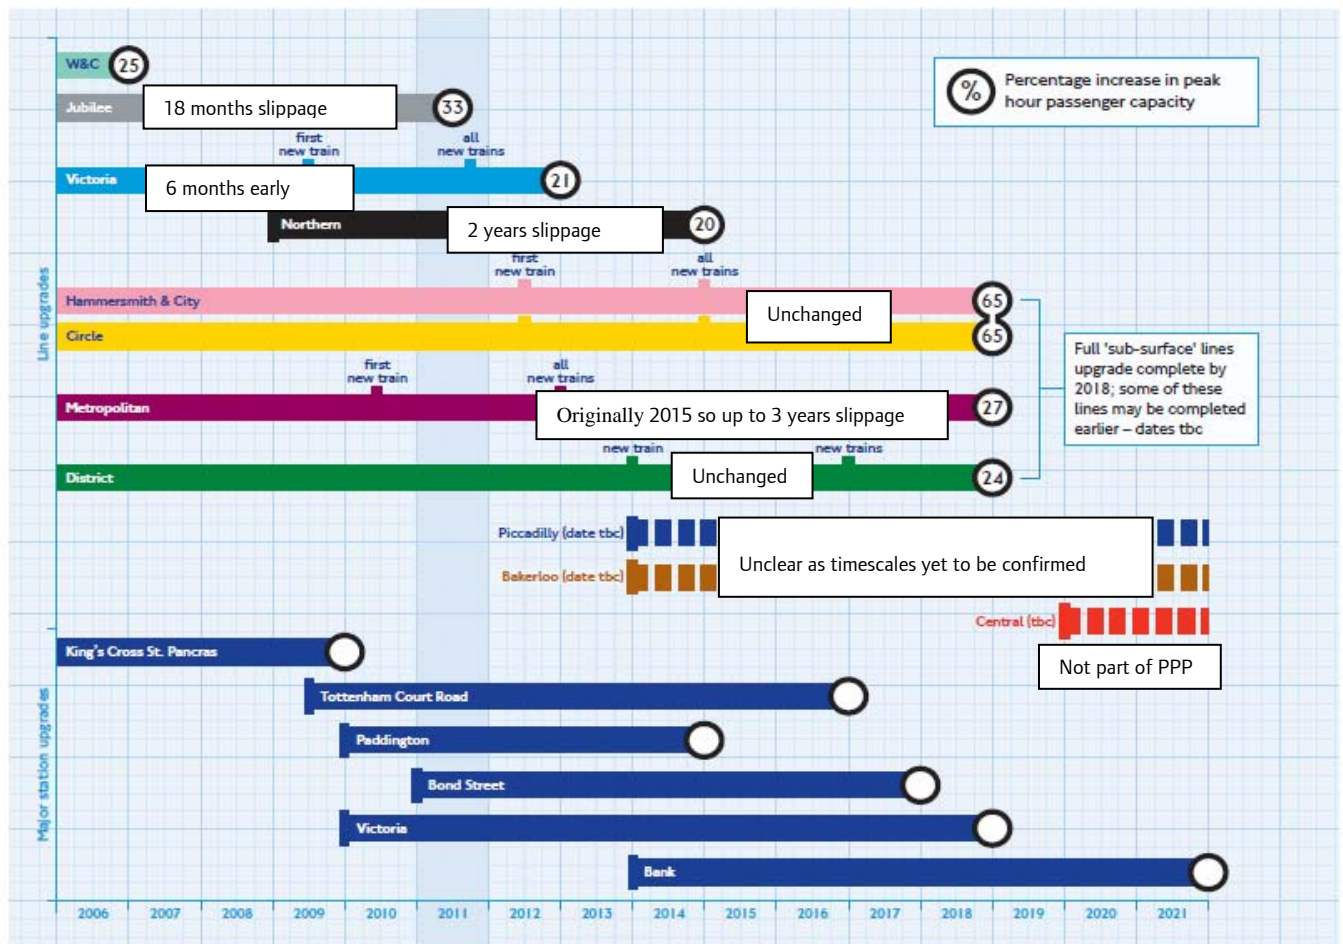 W&C 25
Jubilee 18 months slippage 33
% Percentage increase in peak
hour passenger capacity
first
new train
all
new trains
Victoria 6 months early 21
Northern 2 years slippage 20
first
new train
all
new trains
Line upgrades
Hammersmith & City 65
Unchanged
Circle 65
first
new train
all
new trains
Metropolitan Originally 2015 so up to 3 years slippage 27
Full 'sub-surface' lines
upgrade complete by
2018; some of these
lines may be completed
earlier – dates tbc
new train
new trains
District Unchanged 24
Piccadilly (date tbc)
Unclear as timescales yet to be confirmed
Bakerloo (date tbc)
Central (tbc)
Not part of PPP
Major station upgrades
King's Cross St. Pancras
Tottenham Court Road
Paddington
Bond Street
Victoria
Bank
2006 2007 2008 2009 2010 2011 2012 2013 2014 2015 2016 2017 2018 2019 2020 2021